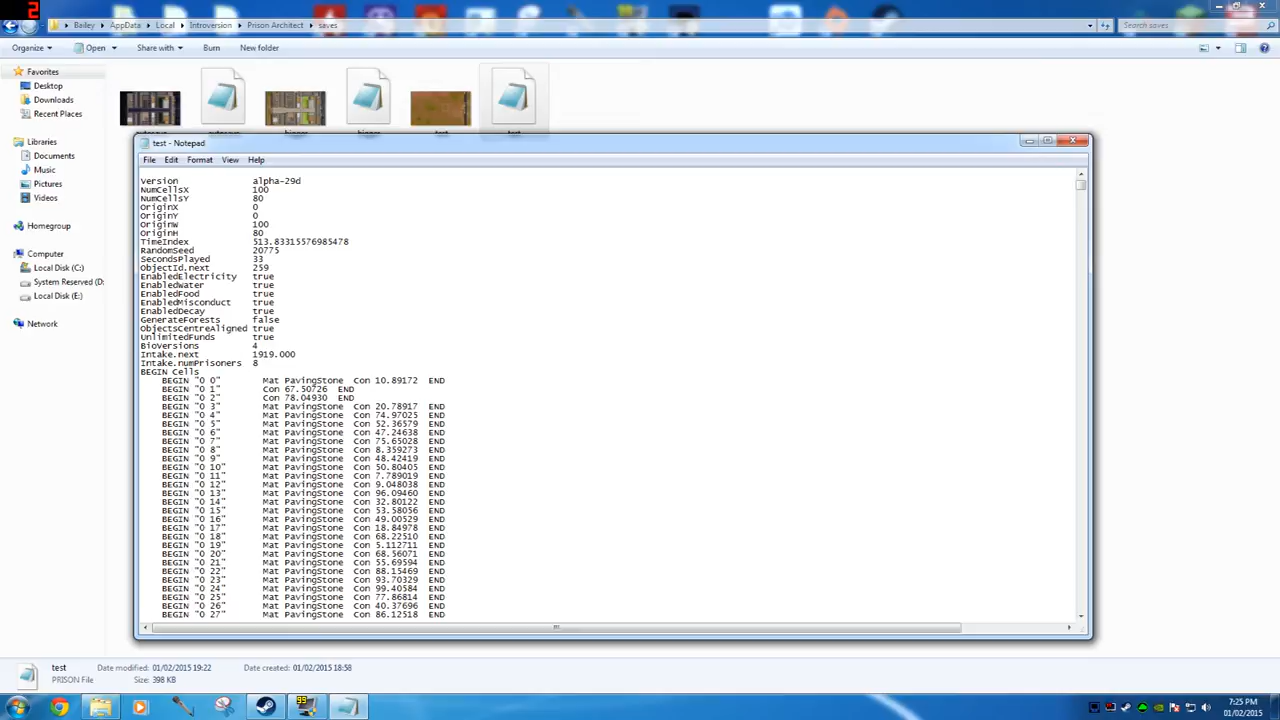 2
Bailey
AppData
Local
Introversion
Prison Architect
saves
Search saves
Organize
Open
Share with
Burn
New folder
Favorites
Desktop
Downloads
Recent Places
Libraries
Documents
Music
Pictures
Videos
Homegroup
Computer
Local Disk (C:)
System Reserved (D:
Local Disk (E:)
Network
test - Notepad
File Edit Format View Help
Version alpha-29d
NumCellsX 100
NumCellsY 80
OriginX 0
OriginY 0
OriginW 100
OriginH 80
TimeIndex 513.83315576985478
RandomSeed 20775
SecondsPlayed 33
ObjectId.next 259
EnabledElectricity true
EnabledWater true
EnabledFood true
EnabledMisconduct true
EnabledDecay true
GenerateForests false
ObjectsCentreAligned true
UnlimitedFunds true
BioVersions 4
Intake.next 1919.000
Intake.numPrisoners 8
BEGIN Cells
BEGIN "0 0" Mat PavingStone Con 10.89172 END
BEGIN "0 1" Con 67.50726 END
BEGIN "0 2" Con 78.04930 END
BEGIN "0 3" Mat PavingStone Con 20.78917 END
BEGIN "0 4" Mat PavingStone Con 74.97025 END
BEGIN "0 5" Mat PavingStone Con 52.36579 END
BEGIN "0 6" Mat PavingStone Con 47.24638 END
BEGIN "0 7" Mat PavingStone Con 75.65028 END
BEGIN "0 8" Mat PavingStone Con 8.359273 END
BEGIN "0 9" Mat PavingStone Con 48.42419 END
BEGIN "0 10" Mat PavingStone Con 50.80405 END
BEGIN "0 11" Mat PavingStone Con 7.789019 END
BEGIN "0 12" Mat PavingStone Con 9.048038 END
BEGIN "0 13" Mat PavingStone Con 96.09460 END
BEGIN "0 14" Mat PavingStone Con 32.80122 END
BEGIN "0 15" Mat PavingStone Con 53.58056 END
BEGIN "0 16" Mat PavingStone Con 49.00529 END
BEGIN "0 17" Mat PavingStone Con 18.84978 END
BEGIN "0 18" Mat PavingStone Con 68.22510 END
BEGIN "0 19" Mat PavingStone Con 5.112711 END
BEGIN "0 20" Mat PavingStone Con 68.56071 END
BEGIN "0 21" Mat PavingStone Con 55.69594 END
BEGIN "0 22" Mat PavingStone Con 88.15469 END
BEGIN "0 23" Mat PavingStone Con 93.70329 END
BEGIN "0 24" Mat PavingStone Con 99.40584 END
BEGIN "0 25" Mat PavingStone Con 77.86814 END
BEGIN "0 26" Mat PavingStone Con 40.37696 END
BEGIN "0 27" Mat PavingStone Con 86.12518 END
test Date modified: 01/02/2015 19:22 Date created: 01/02/2015 18:58
PRISON File Size: 398 KB
99
7:25 PM
01/02/2015